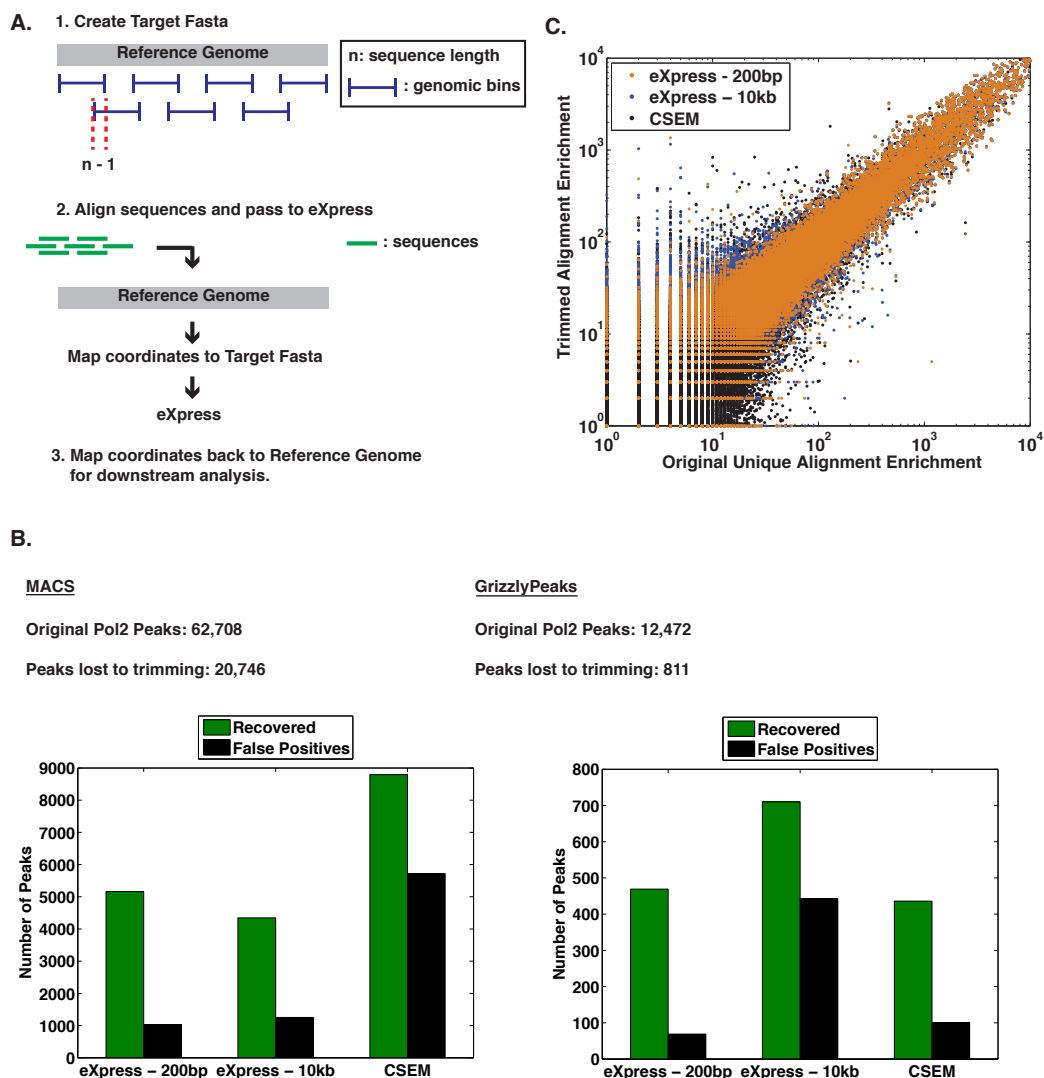 A.
1. Create Target Fasta
Reference Genome
n: sequence length
: genomic bins
n - 1
2. Align sequences and pass to eXpress
: sequences
Reference Genome
Map coordinates to Target Fasta
eXpress
3. Map coordinates back to Reference Genome
for downstream analysis.
C.
eXpress - 200bp
eXpress – 10kb
CSEM
Trimmed Alignment Enrichment
10^4
10^3
10^2
10^1
10^0
10^0
10^1
10^2
10^3
10^4
Original Unique Alignment Enrichment
B.
MACS
Original Pol2 Peaks: 62,708
Peaks lost to trimming: 20,746
Recovered
False Positives
Number of Peaks
9000
8000
7000
6000
5000
4000
3000
2000
1000
0
eXpress – 200bp
eXpress – 10kb
CSEM
GrizzlyPeaks
Original Pol2 Peaks: 12,472
Peaks lost to trimming: 811
Recovered
False Positives
Number of Peaks
800
700
600
500
400
300
200
100
0
eXpress – 200bp
eXpress – 10kb
CSEM